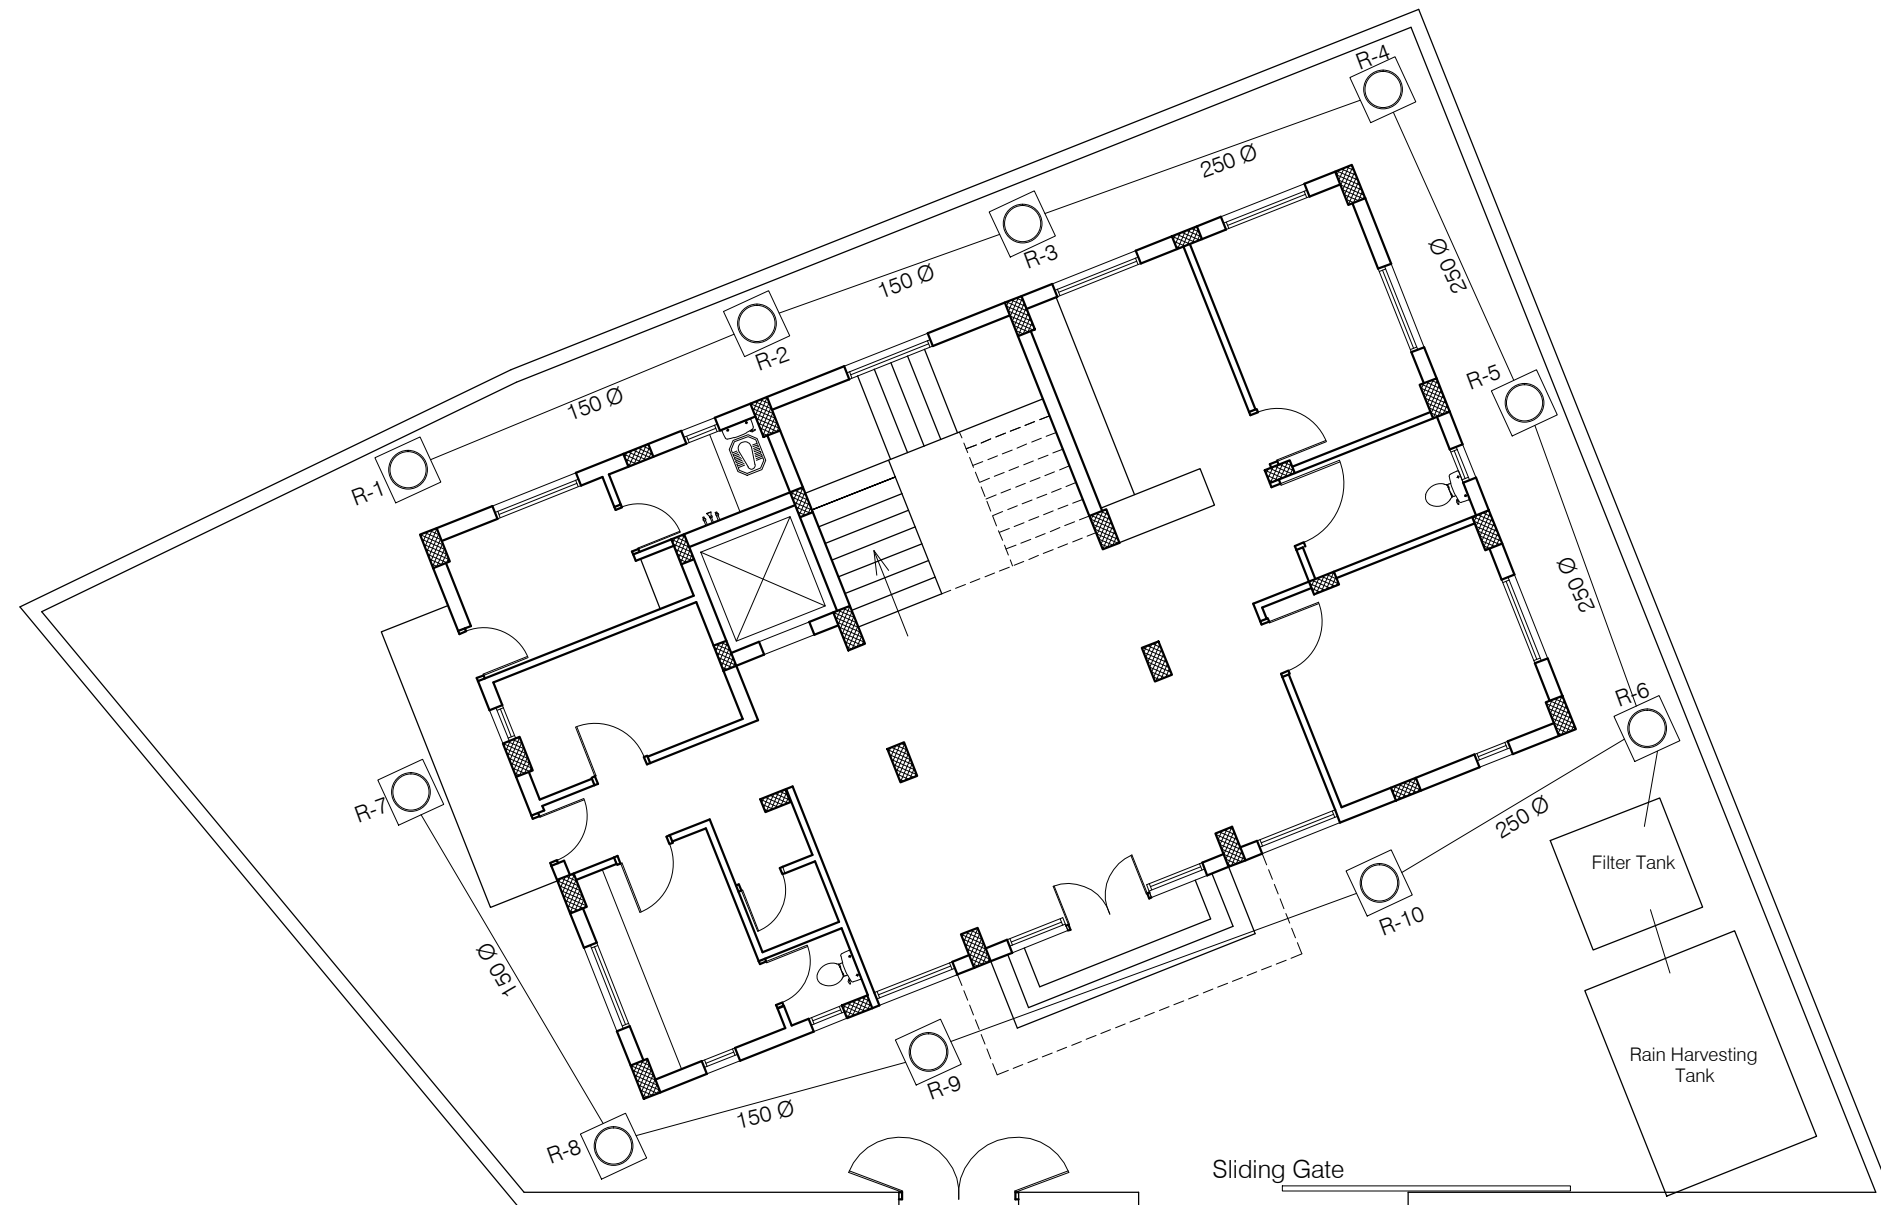 R-4
250 Ø
R-3
150 Ø
250 Ø
R-2
R-5
150 Ø
R-1
250 Ø
R-6
R-7
250 Ø
Filter Tank
R-10
150 Ø
Rain Harvesting
Tank
R-9
150 Ø
R-8
Sliding Gate